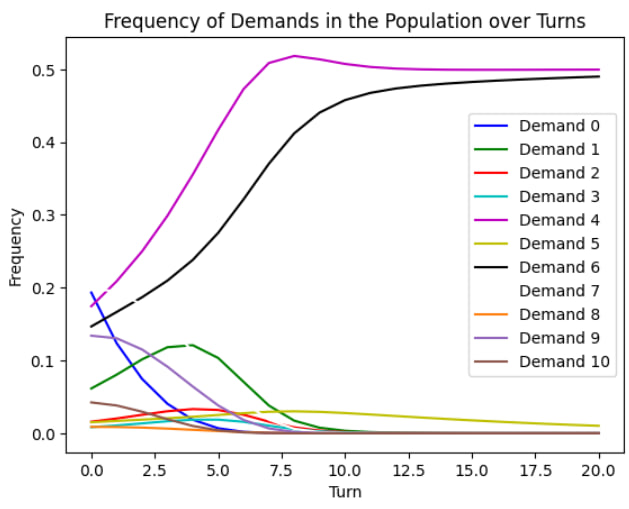 Frequency of Demands in the Population over Turns
Frequency
0.5
0.4
0.3
0.2
0.1
0.0
Demand 0
Demand 1
Demand 2
Demand 3
Demand 4
Demand 5
Demand 6
Demand 7
Demand 8
Demand 9
Demand 10
0.0 2.5 5.0 7.5 10.0 12.5 15.0 17.5 20.0
Turn